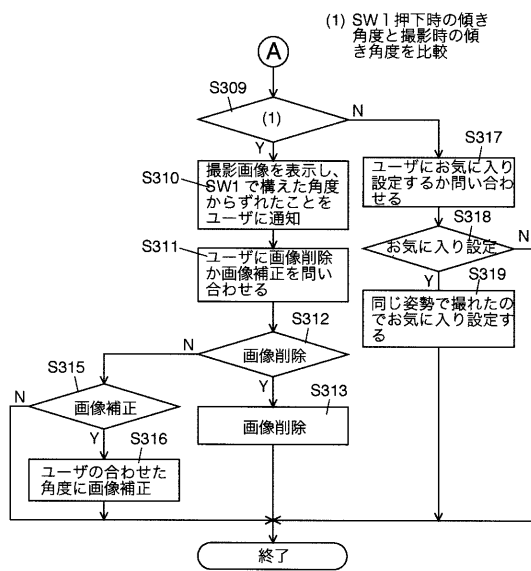 (1) SW1押下時の傾き
角度と撮影時の傾
き角度を比較
A
S309
(1)
N
Y
S317
ユーザにお気に入り
設定するか問い合わ
せる
S310
撮影画像を表示し、
SW1で構えた角度
からずれたことを
ユーザに通知
S318
お気に入り設定
N
Y
S311
ユーザに画像削除
か画像補正を問い
合わせる
S319
同じ姿勢で撮れたの
でお気に入り設定す
る
S312
画像削除
N
Y
S315
画像補正
N
Y
S313
画像削除
S316
ユーザの合わせた
角度に画像補正
終了